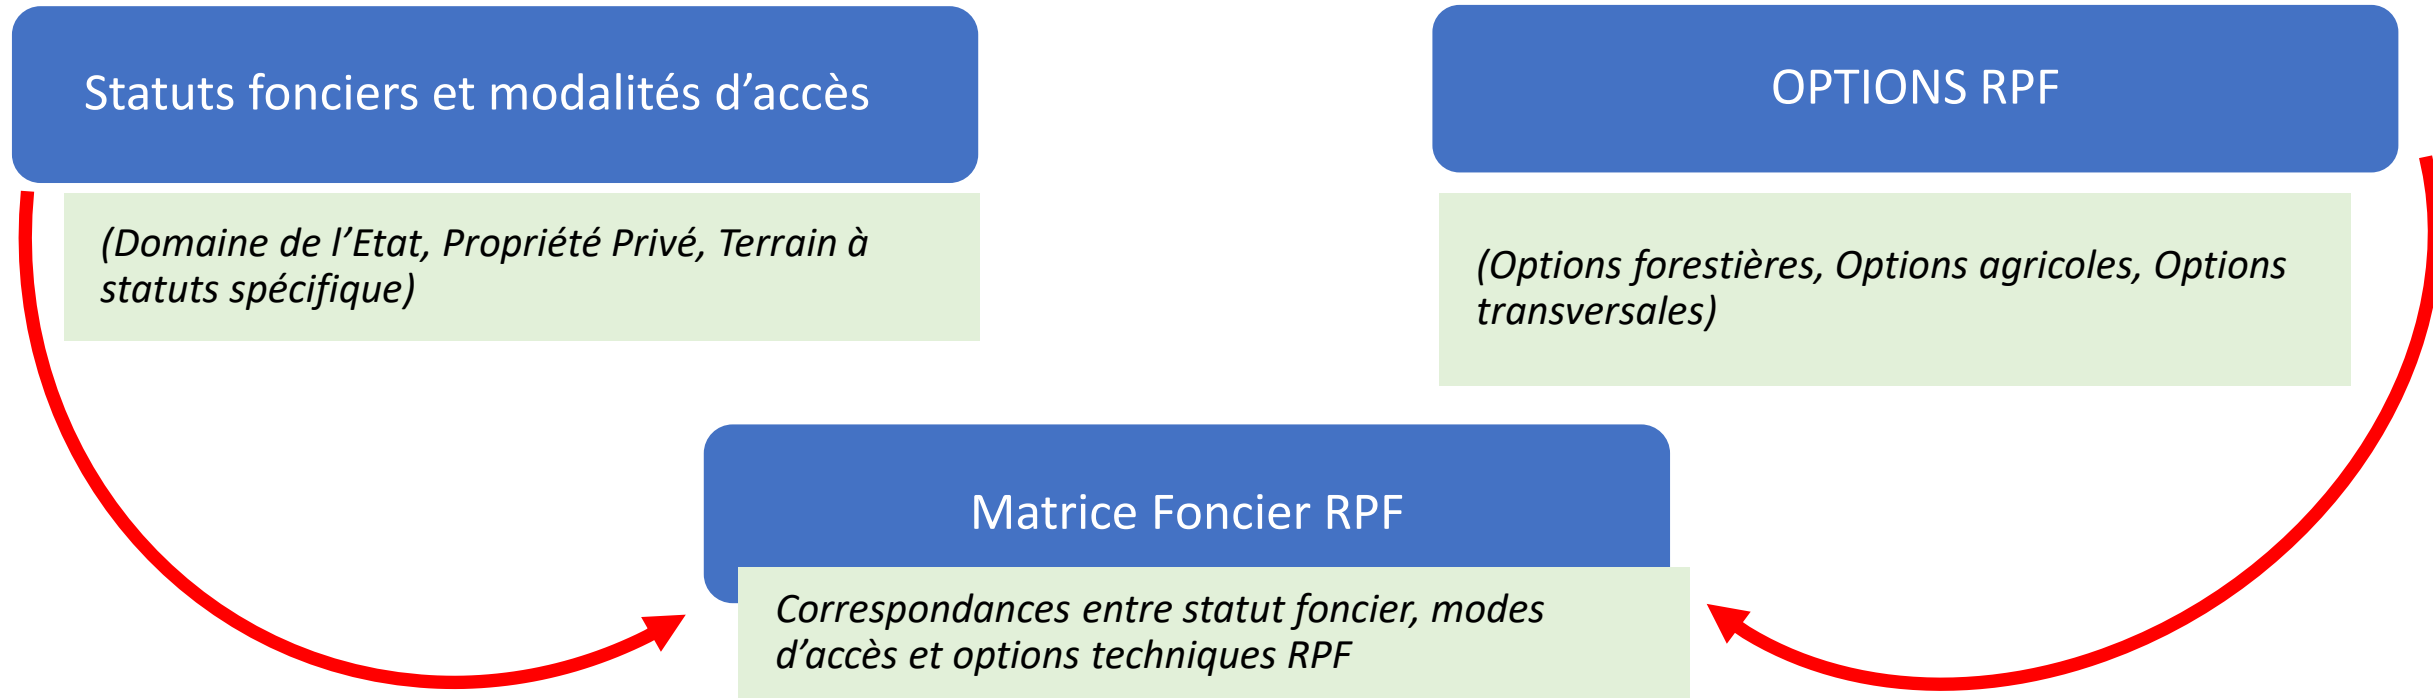 Statuts fonciers et modalités d’accès
(Domaine de l’Etat, Propriété Privé, Terrain à
statuts spécifique)
OPTIONS RPF
(Options forestières, Options agricoles, Options
transversales)
Matrice Foncier RPF
Correspondances entre statut foncier, modes
d’accès et options techniques RPF